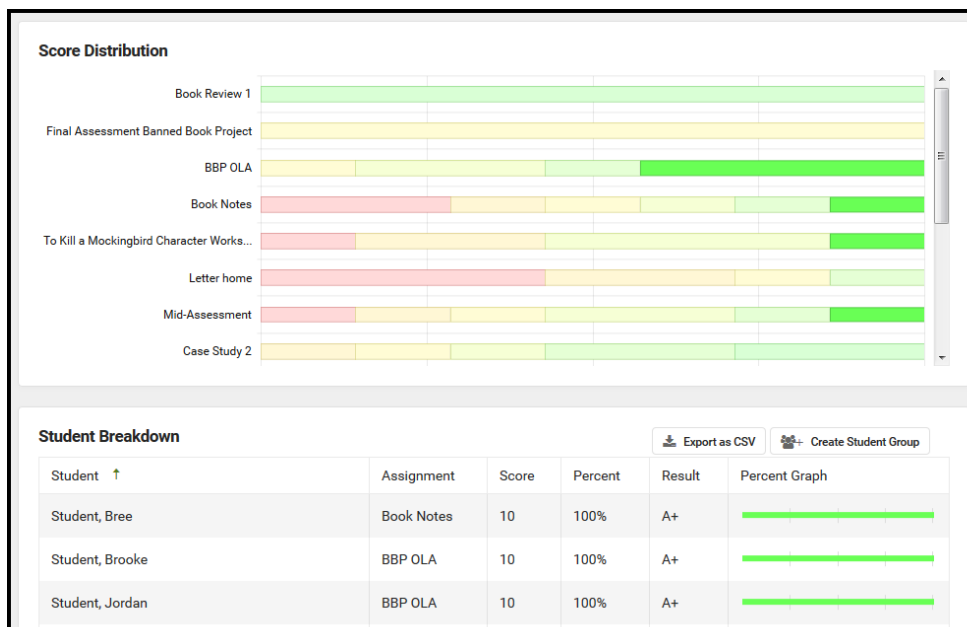 Score Distribution
Book Review 1
Final Assessment Banned Book Project
BBP OLA
Book Notes
To Kill a Mockingbird Character Works...
Letter home
Mid-Assessment
Case Study 2
Student Breakdown
Export as CSV
Create Student Group
Student ↑ Assignment Score Percent Result Percent Graph
Student, Bree Book Notes 10 100% A+
Student, Brooke BBP OLA 10 100% A+
Student, Jordan BBP OLA 10 100% A+